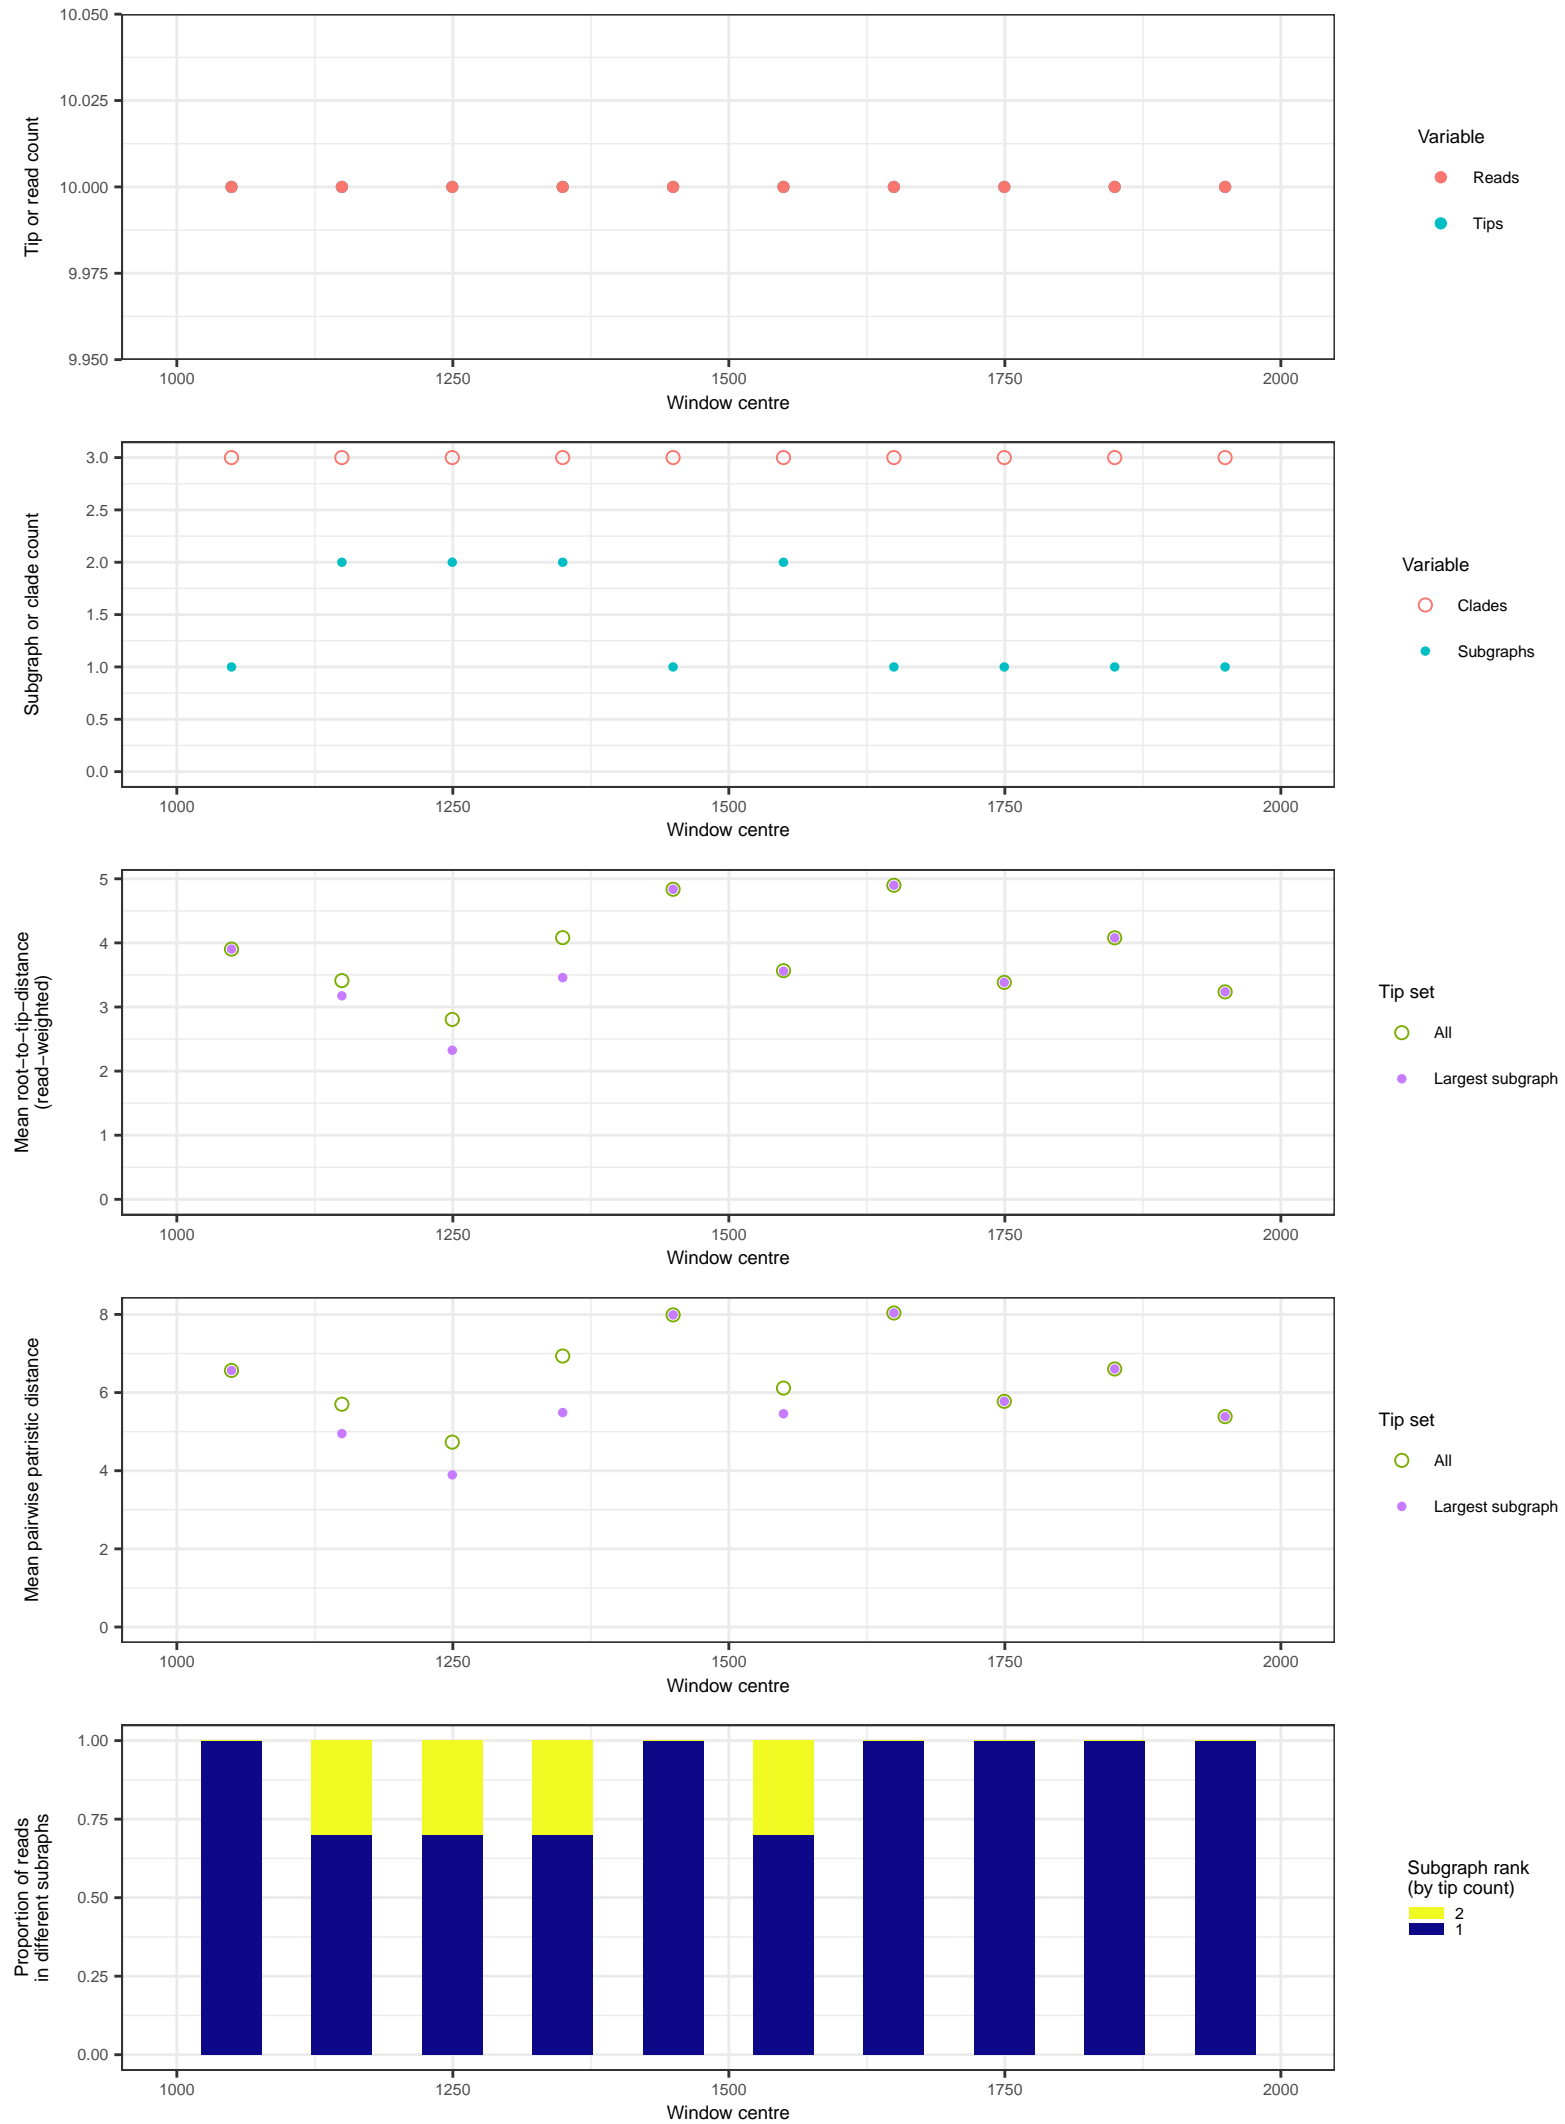 10.050
10.025
10.000
9.975
9.950
Tip or read count
1000 1250 1500 1750 2000
Window centre
Variable
Reads
Tips
3.0
2.5
2.0
1.5
1.0
0.5
0.0
Subgraph or clade count
1000 1250 1500 1750 2000
Window centre
Variable
Clades
Subgraphs
5
4
3
2
1
0
Mean root−to−tip−distance
(read−weighted)
1000 1250 1500 1750 2000
Window centre
Tip set
All
Largest subgraph
8
6
4
2
0
Mean pairwise patristic distance
1000 1250 1500 1750 2000
Window centre
Tip set
All
Largest subgraph
1.00
0.75
0.50
0.25
0.00
Proportion of reads
in different subraphs
1000 1250 1500 1750 2000
Window centre
Subgraph rank
(by tip count)
2
1